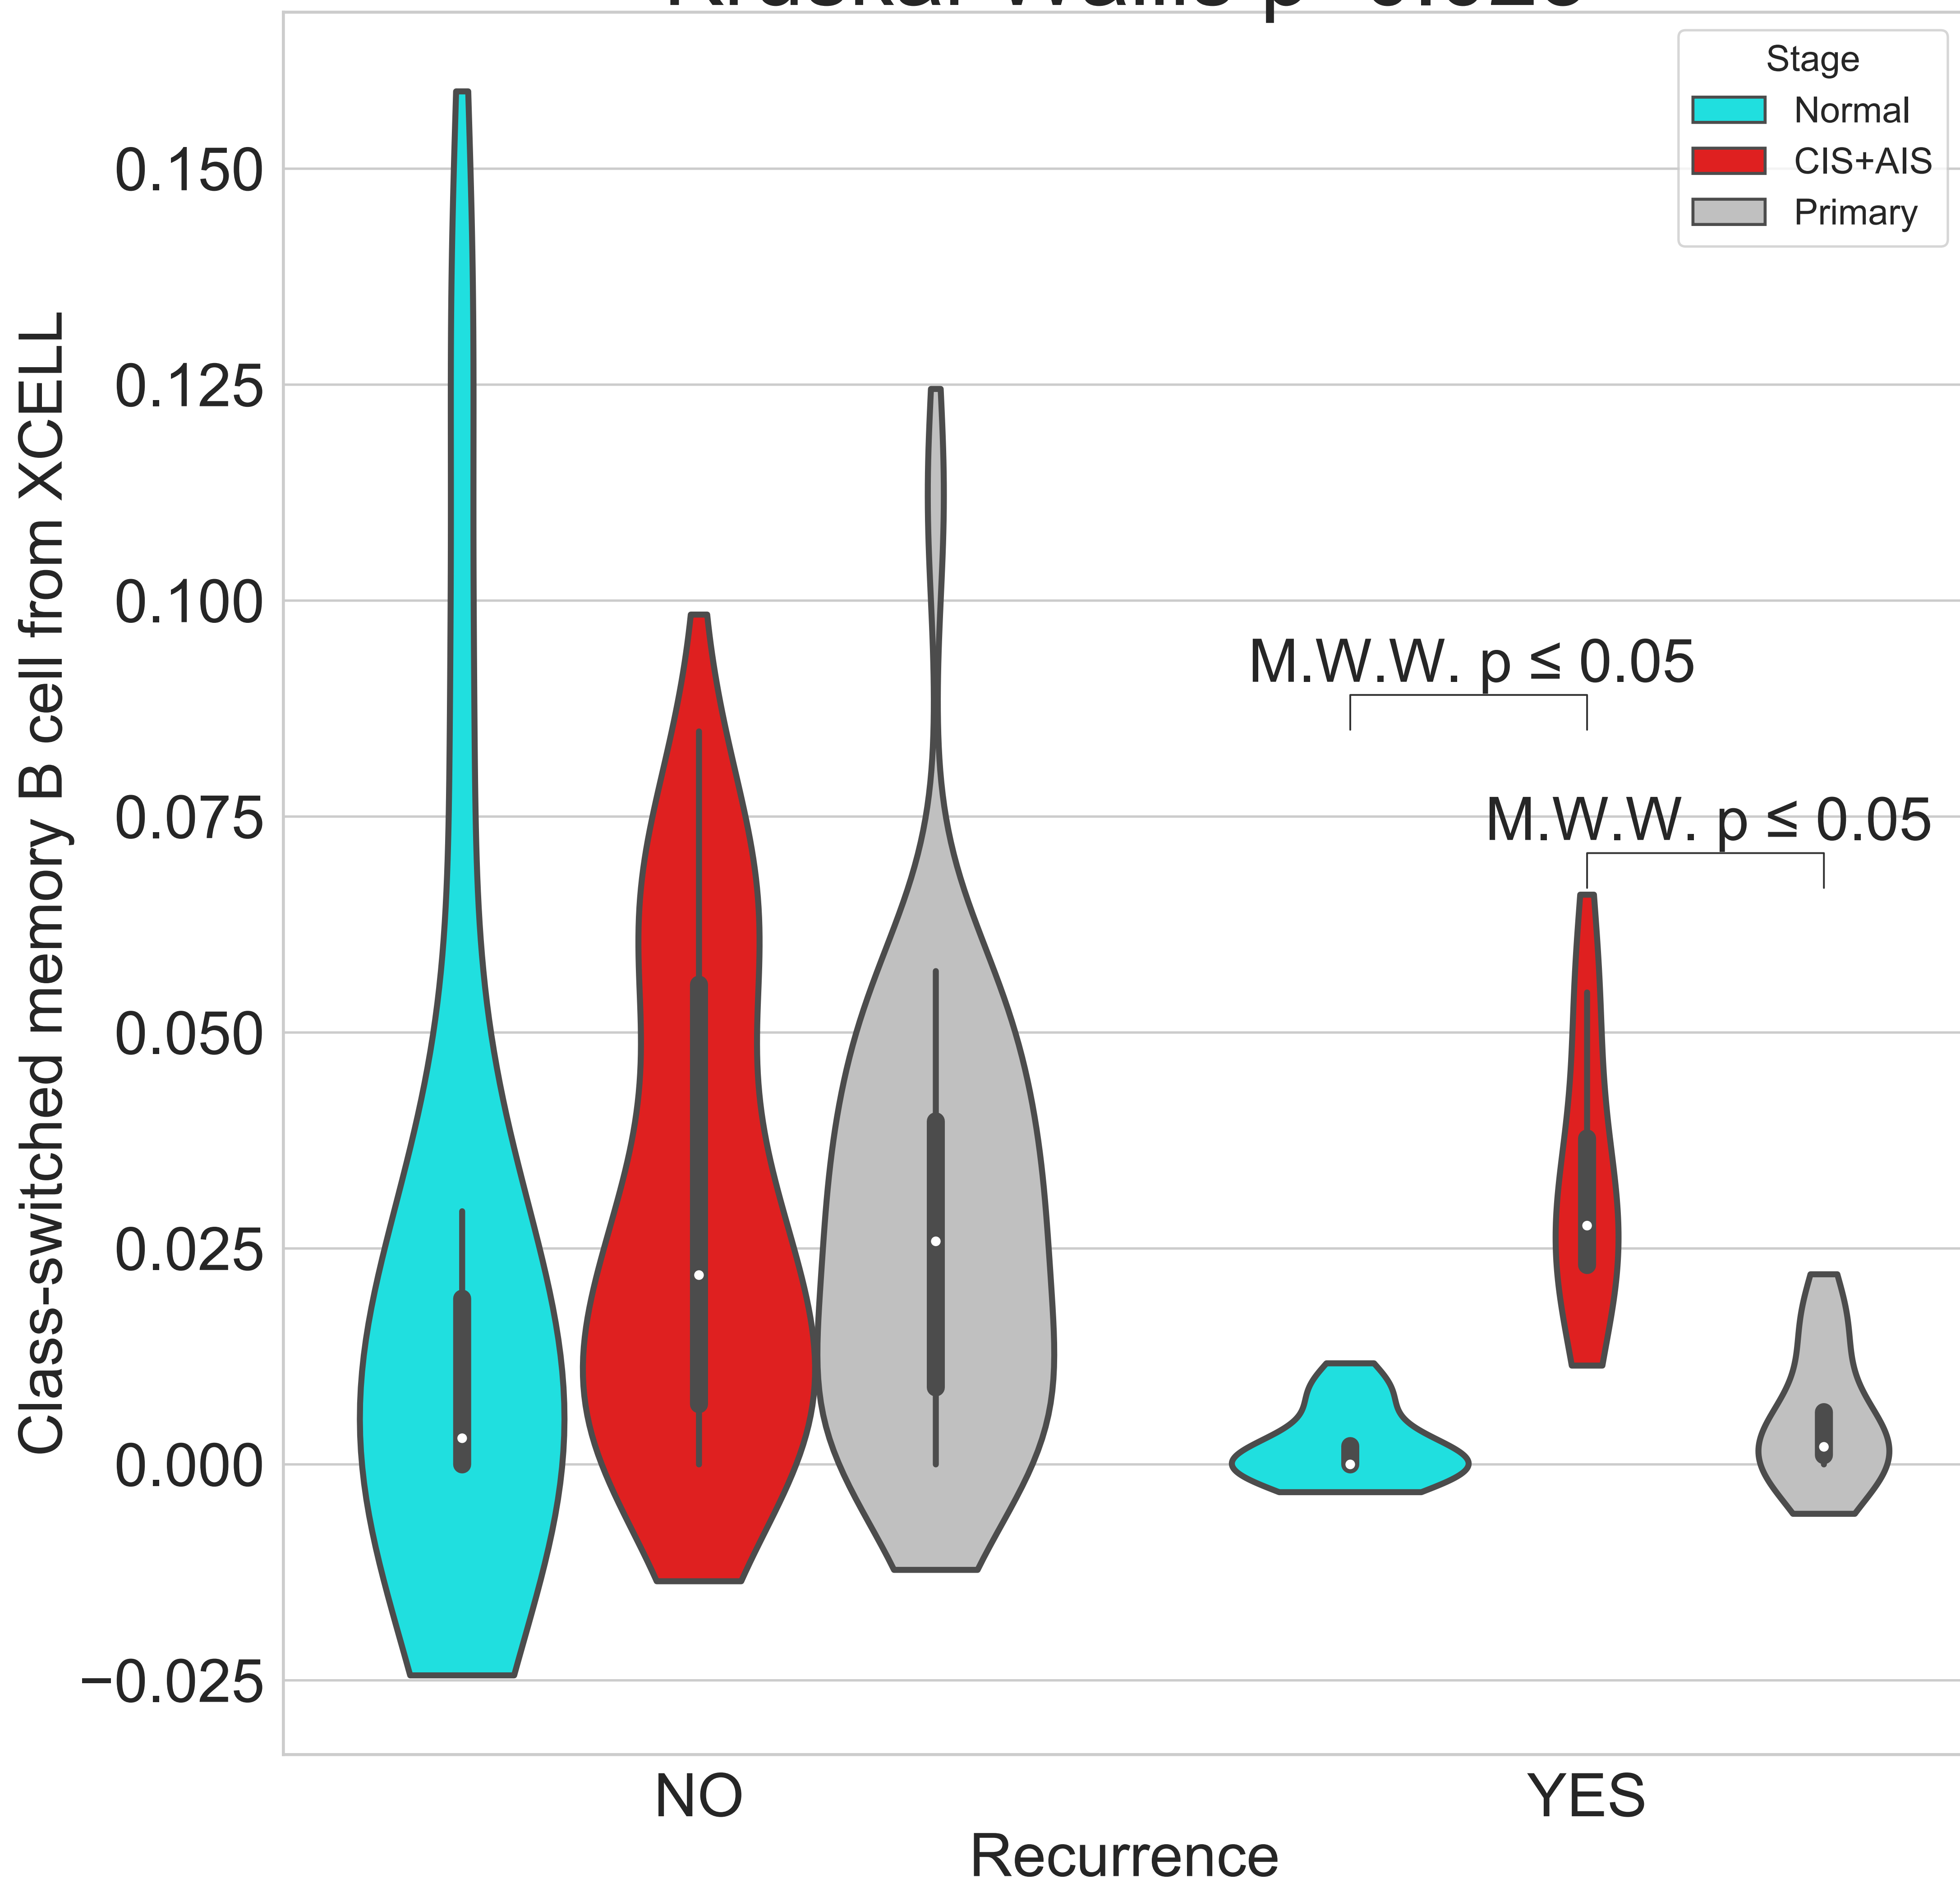 Stage
Normal
CIS+AIS
Primary
0.150
0.125
0.100
0.075
0.050
0.025
0.000
−0.025
Class-switched memory B cell from XCELL
M.W.W. p ≤ 0.05
M.W.W. p ≤ 0.05
NO
YES
Recurrence